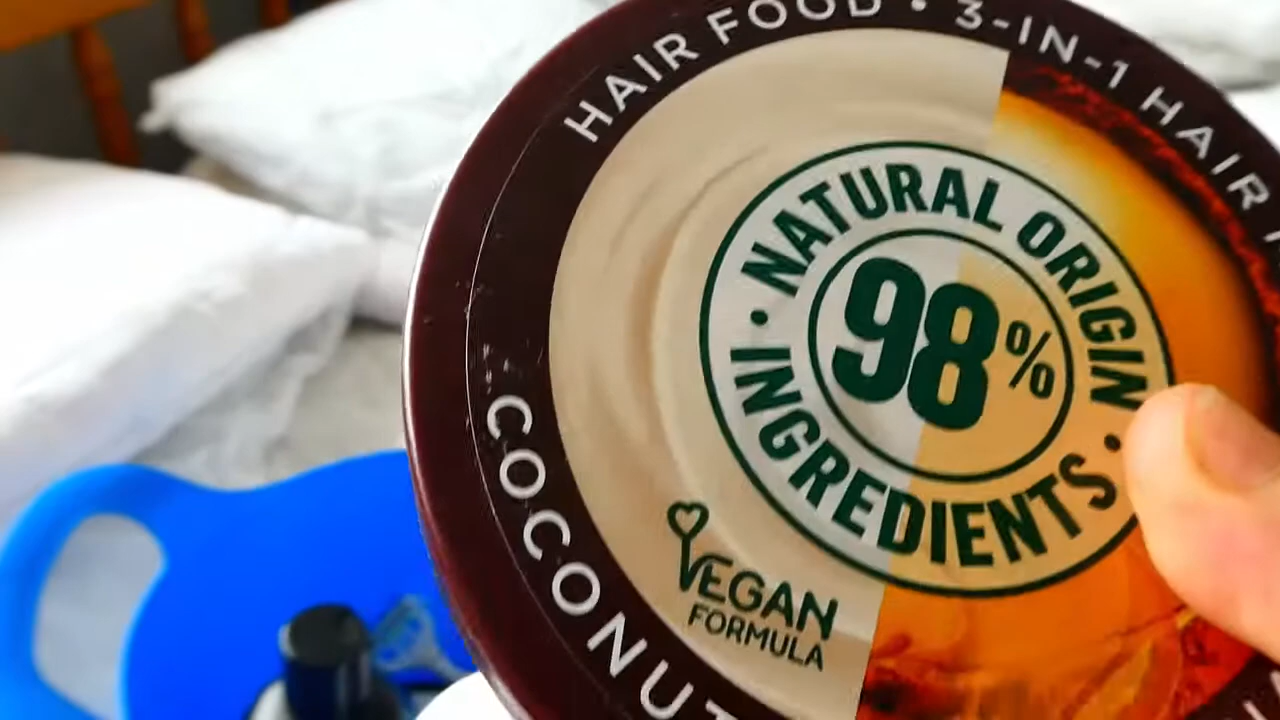 HAIR FOOD • 3-IN-1 HAIR
NATURAL ORIGIN
• INGREDIENTS •
98%
VEGAN
FORMULA
COCONUT